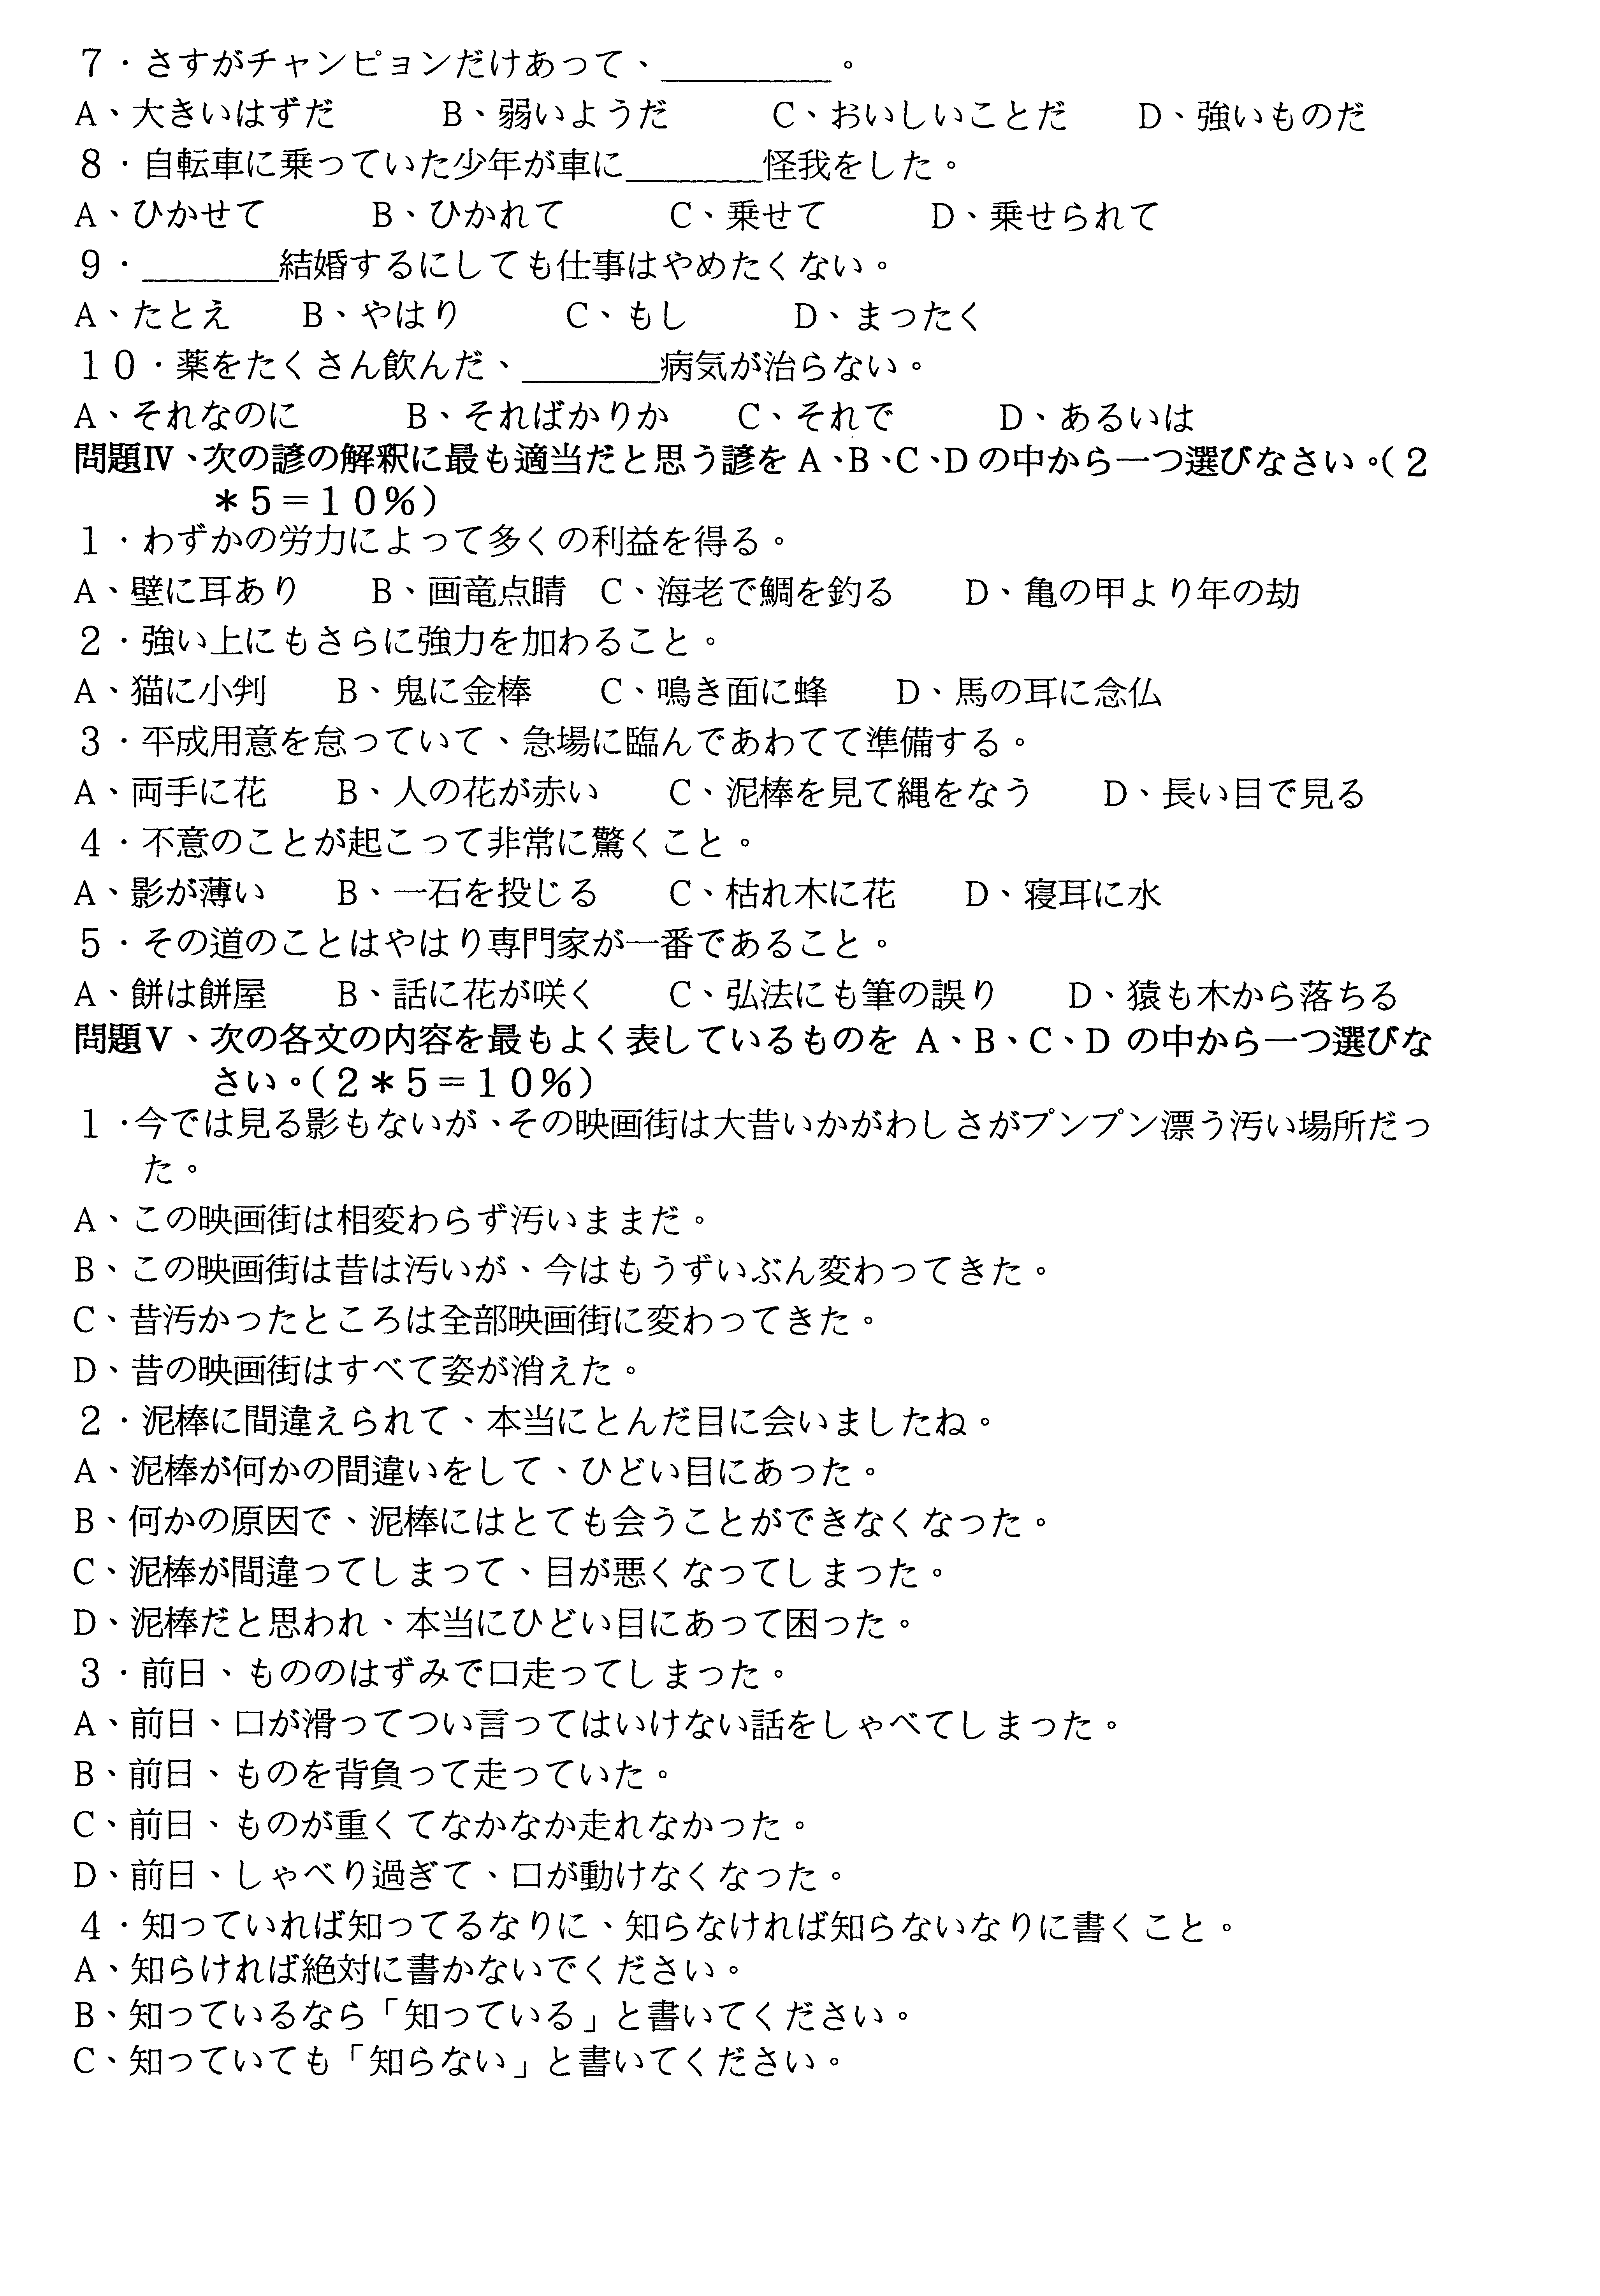 ７．さすがチャンピョンだけあって、__________。
A、大きいはずだ　　　B、弱いようだ　　　C、おいしいことだ　　D、強いものだ
８．自転車に乗っていた少年が車に________怪我をした。
A、ひかせて　　　B、ひかれて　　　C、乗せて　　　D、乗せられて
９．________結婚するにしても仕事はやめたくない。
A、たとえ　　B、やはり　　　C、もし　　　D、まったく
１０．薬をたくさん飲んだ、________病気が治らない。
A、それなのに　　　B、そればかりか　　C、それで　　　D、あるいは
問題Ⅳ、次の諺の解釈に最も適当だと思う諺を A、B、C、D の中から一つ選びなさい。（２
＊５＝１０％）
１．わずかの労力によって多くの利益を得る。
A、壁に耳あり　　B、画竜点睛　C、海老で鯛を釣る　　D、亀の甲より年の劫
２．強い上にもさらに強力を加わること。
A、猫に小判　　B、鬼に金棒　　C、鳴き面に蜂　　D、馬の耳に念仏
３．平成用意を怠っていて、急場に臨んであわてて準備する。
A、両手に花　　B、人の花が赤い　　C、泥棒を見て縄をなう　　D、長い目で見る
４．不意のことが起こって非常に驚くこと。
A、影が薄い　　B、一石を投じる　　C、枯れ木に花　　D、寝耳に水
５．その道のことはやはり専門家が一番であること。
A、餅は餅屋　　B、話に花が咲く　　C、弘法にも筆の誤り　　D、猿も木から落ちる
問題Ⅴ、次の各文の内容を最もよく表しているものを A、B、C、D の中から一つ選びな
さい。（２＊５＝１０％）
１．今では見る影もないが、その映画街は大昔いかがわしさがプンプン漂う汚い場所だっ
た。
A、この映画街は相変わらず汚いままだ。
B、この映画街は昔は汚いが、今はもうずいぶん変わってきた。
C、昔汚かったところは全部映画街に変わってきた。
D、昔の映画街はすべて姿が消えた。
２．泥棒に間違えられて、本当にとんだ目に会いましたね。
A、泥棒が何かの間違いをして、ひどい目にあった。
B、何かの原因で、泥棒にはとても会うことができなくなった。
C、泥棒が間違ってしまって、目が悪くなってしまった。
D、泥棒だと思われ、本当にひどい目にあって困った。
３．前日、もののはずみで口走ってしまった。
A、前日、口が滑ってつい言ってはいけない話をしゃべてしまった。
B、前日、ものを背負って走っていた。
C、前日、ものが重くてなかなか走れなかった。
D、前日、しゃべり過ぎて、口が動けなくなった。
４．知っていれば知ってるなりに、知らなければ知らないなりに書くこと。
A、知らければ絶対に書かないでください。
B、知っているなら「知っている」と書いてください。
C、知っていても「知らない」と書いてください。